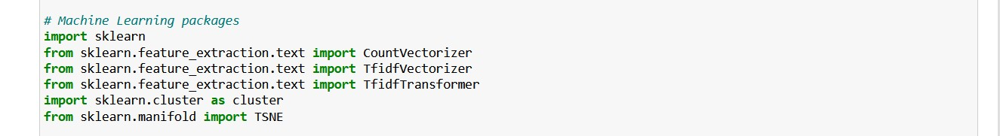 # Machine Learning packages
import sklearn
from sklearn.feature_extraction.text import CountVectorizer
from sklearn.feature_extraction.text import TfidfVectorizer
from sklearn.feature_extraction.text import TfidfTransformer
import sklearn.cluster as cluster
from sklearn.manifold import TSNE